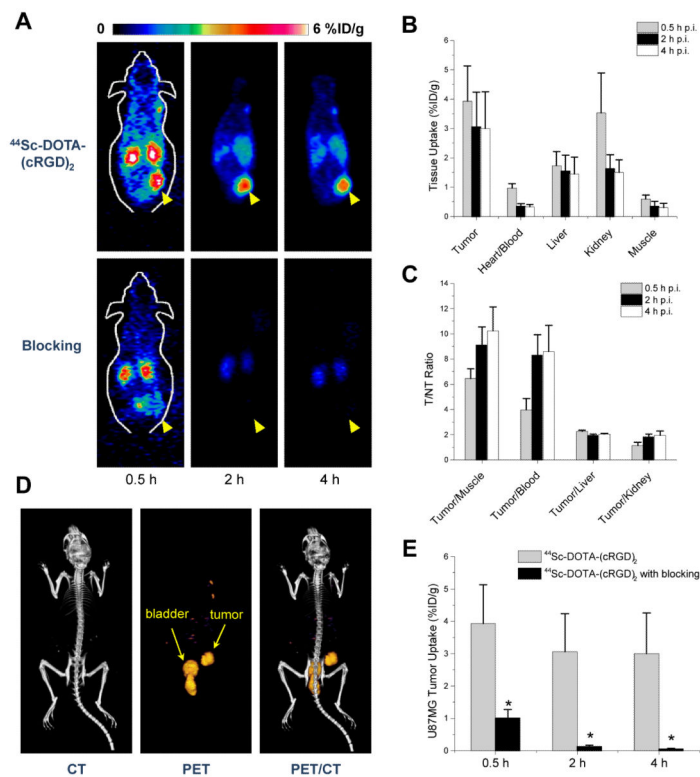 A
0
6 %ID/g
⁴⁴Sc-DOTA-
(cRGD)₂
Blocking
0.5 h
2 h
4 h
B
Tissue Uptake (%ID/g)
6
5
4
3
2
1
0
0.5 h p.i.
2 h p.i.
4 h p.i.
Tumor
Heart/Blood
Liver
Kidney
Muscle
C
T/NT Ratio
14
12
10
8
6
4
2
0
0.5 h p.i.
2 h p.i.
4 h p.i.
Tumor/Muscle
Tumor/Blood
Tumor/Liver
Tumor/Kidney
D
bladder
tumor
CT
PET
PET/CT
E
U87MG Tumor Uptake (%ID/g)
7
6
5
4
3
2
1
0
⁴⁴Sc-DOTA-(cRGD)₂
⁴⁴Sc-DOTA-(cRGD)₂ with blocking
*
*
*
0.5 h
2 h
4 h